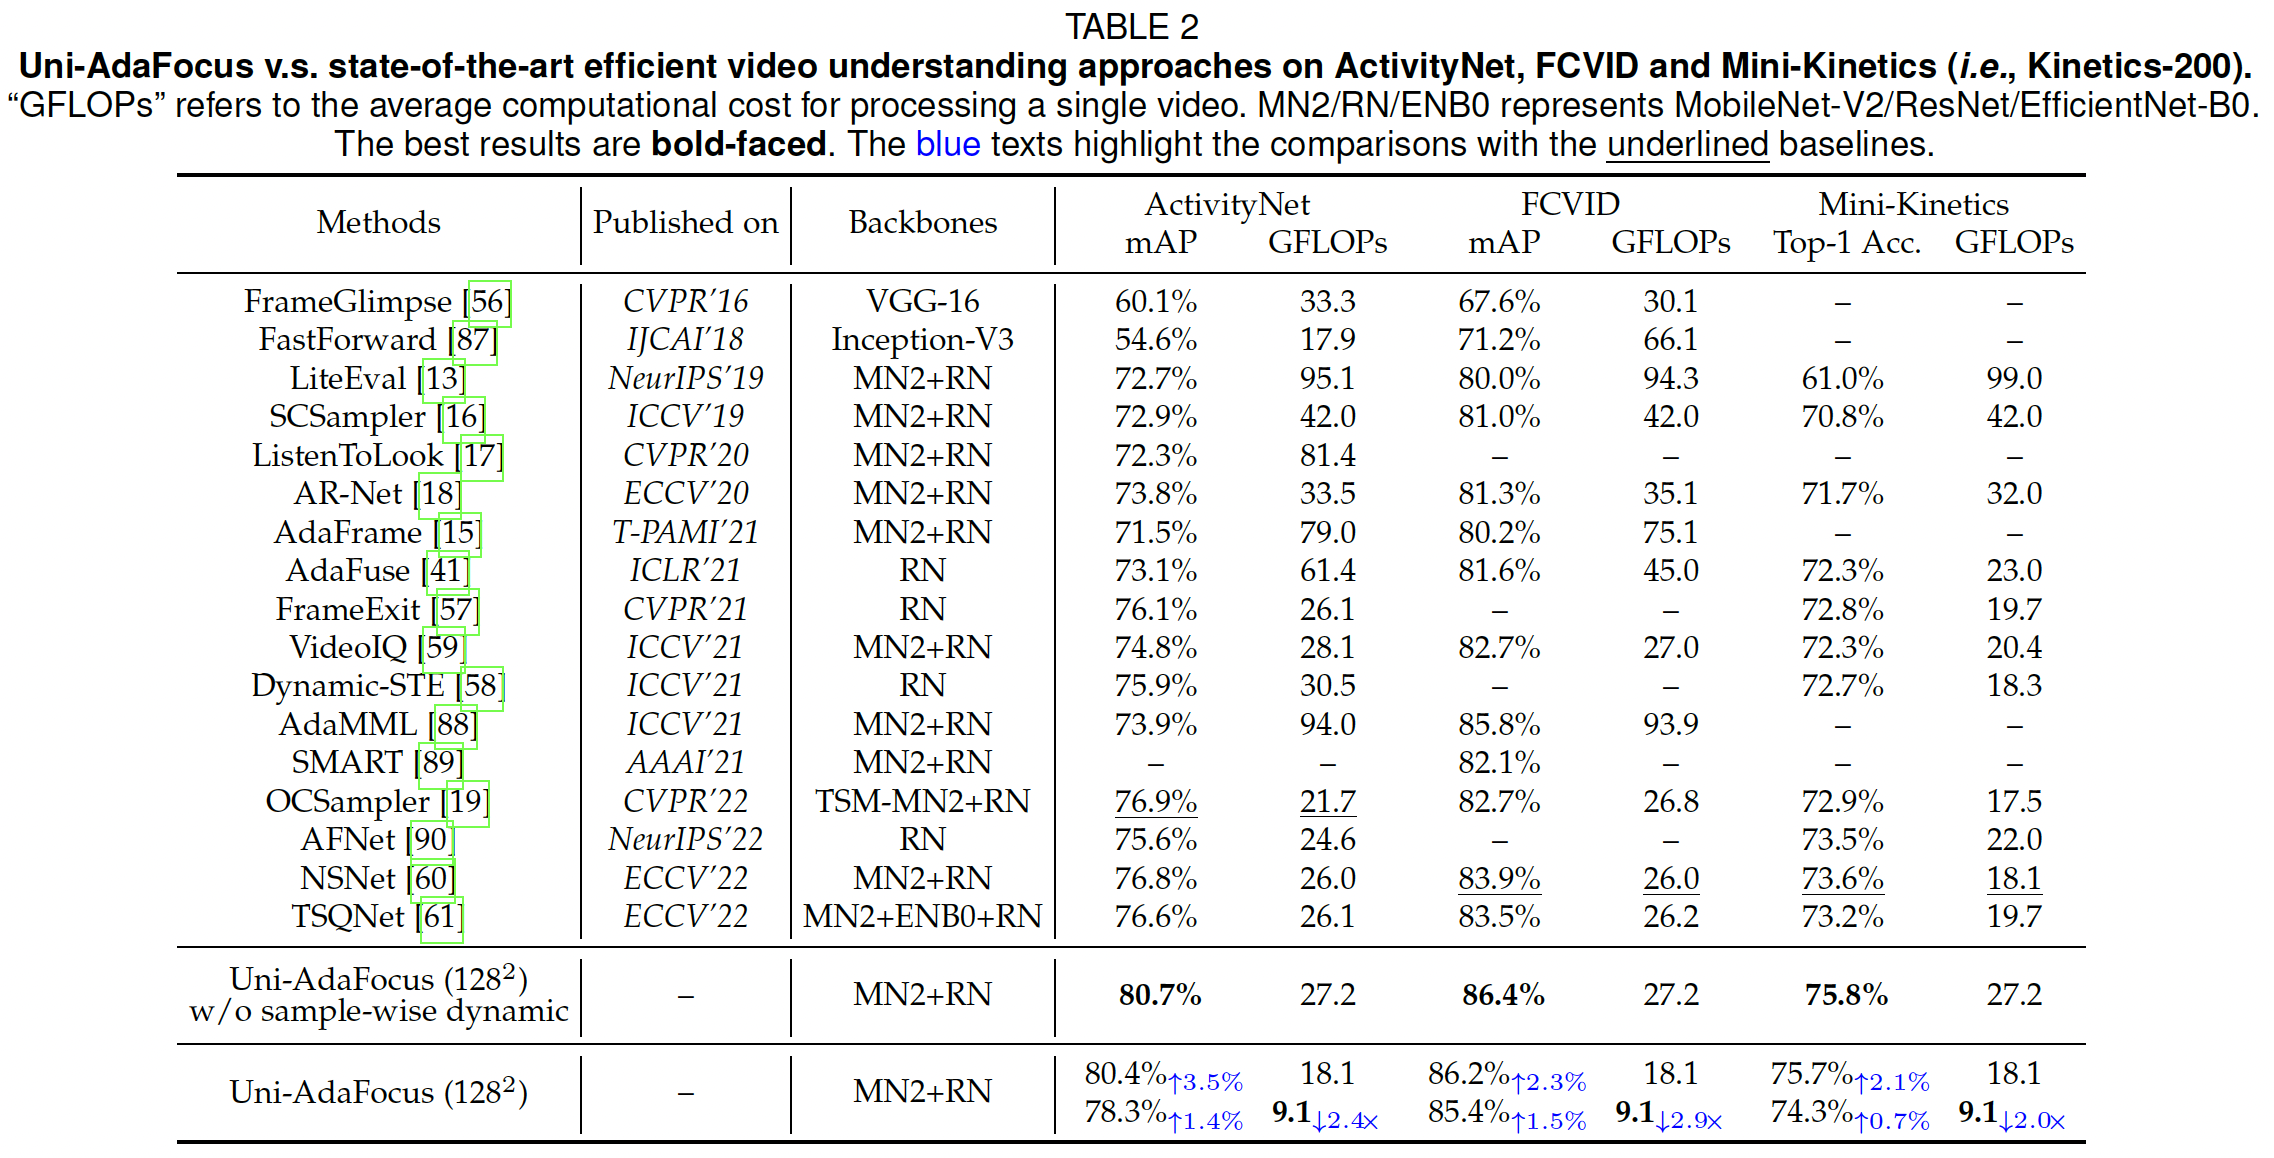 TABLE 2
Uni-AdaFocus v.s. state-of-the-art efficient video understanding approaches on ActivityNet, FCVID and Mini-Kinetics (i.e., Kinetics-200).
“GFLOPs” refers to the average computational cost for processing a single video. MN2/RN/ENB0 represents MobileNet-V2/ResNet/EfficientNet-B0.
The best results are bold-faced. The blue texts highlight the comparisons with the underlined baselines.
Methods Published on Backbones ActivityNet FCVID Mini-Kinetics
mAP GFLOPs mAP GFLOPs Top-1 Acc. GFLOPs
FrameGlimpse [56] CVPR’16 VGG-16 60.1% 33.3 67.6% 30.1 – –
FastForward [87] IJCAI’18 Inception-V3 54.6% 17.9 71.2% 66.1 – –
LiteEval [13] NeurIPS’19 MN2+RN 72.7% 95.1 80.0% 94.3 61.0% 99.0
SCSampler [16] ICCV’19 MN2+RN 72.9% 42.0 81.0% 42.0 70.8% 42.0
ListenToLook [17] CVPR’20 MN2+RN 72.3% 81.4 – – – –
AR-Net [18] ECCV’20 MN2+RN 73.8% 33.5 81.3% 35.1 71.7% 32.0
AdaFrame [15] T-PAMI’21 MN2+RN 71.5% 79.0 80.2% 75.1 – –
AdaFuse [41] ICLR’21 RN 73.1% 61.4 81.6% 45.0 72.3% 23.0
FrameExit [57] CVPR’21 RN 76.1% 26.1 – – 72.8% 19.7
VideoIQ [59] ICCV’21 MN2+RN 74.8% 28.1 82.7% 27.0 72.3% 20.4
Dynamic-STE [58] ICCV’21 RN 75.9% 30.5 – – 72.7% 18.3
AdaMML [88] ICCV’21 MN2+RN 73.9% 94.0 85.8% 93.9 – –
SMART [89] AAAI’21 MN2+RN – – 82.1% – – –
OCSampler [19] CVPR’22 TSM-MN2+RN 76.9% 21.7 82.7% 26.8 72.9% 17.5
AFNet [90] NeurIPS’22 RN 75.6% 24.6 – – 73.5% 22.0
NSNet [60] ECCV’22 MN2+RN 76.8% 26.0 83.9% 26.0 73.6% 18.1
TSQNet [61] ECCV’22 MN2+ENB0+RN 76.6% 26.1 83.5% 26.2 73.2% 19.7
Uni-AdaFocus (128²)
w/o sample-wise dynamic – MN2+RN 80.7% 27.2 86.4% 27.2 75.8% 27.2
Uni-AdaFocus (128²) – MN2+RN 80.4%↑3.5% 18.1 86.2%↑2.3% 18.1 75.7%↑2.1% 18.1
78.3%↑1.4% 9.1↓2.4× 85.4%↑1.5% 9.1↓2.9× 74.3%↑0.7% 9.1↓2.0×